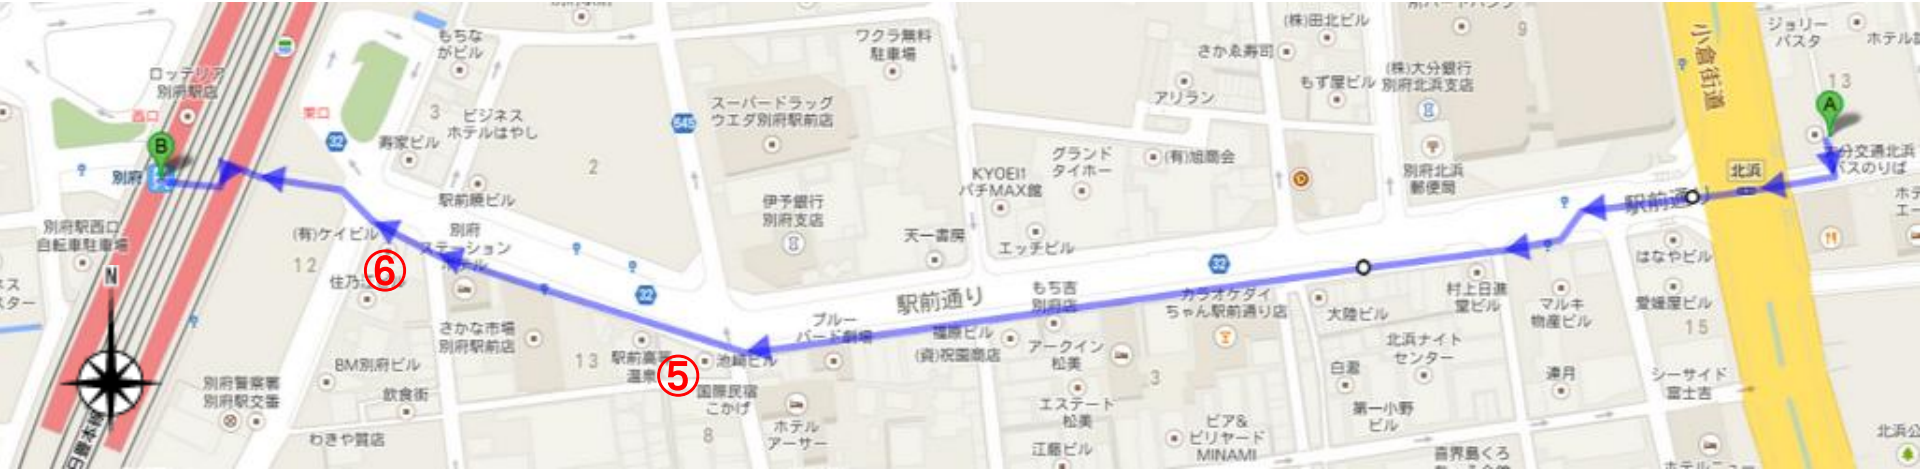 ロッテリア
別府駅店
西口
B
別府
別府駅西口
自転車駐車場
N
別府警察署
別府駅交番
わきや質店
東口
32
もちな
がビル
3
ビジネス
ホテルはやし
寿家ビル
駅前暁ビル
(有)ケイビル
12
⑥
別府
ステーション
ホテル
さかな市場
別府駅前店
BM別府ビル
飲食街
2
645
スーパードラッグ
ウエダ別府駅前店
伊予銀行
別府支店
32
13
⑤
池崎ビル
国際民宿
こかげ
8
ホテル
アーサー
ブルー
バード劇場
駅前通り
福原ビル
(資)祝園商店
ワクラ無料
駐車場
天一書房
KYOEI1
パチMAX館
エッチビル
グランド
タイホー
アリラン
(有)旭商会
さかゑ寿司
もち吉
別府店
アークイン
松美
エステート
松美
江藤ビル
3
32
カラオケダイ
ちゃん駅前通り店
ビア&
ビリヤード
MINAMI
(株)田北ビル
もず屋ビル
(株)大分銀行
別府北浜支店
9
別府北浜
郵便局
大陸ビル
白瀧
第一小野
ビル
北浜ナイト
センター
村上日進
堂ビル
マルキ
物産ビル
漣月
喜界島くろ
駅前通り
はなやビル
愛媛屋ビル
15
シーサイド
富士吉
小倉街道
北浜
ジョリー
パスタ
13
A
大分交通北浜
バスのりば